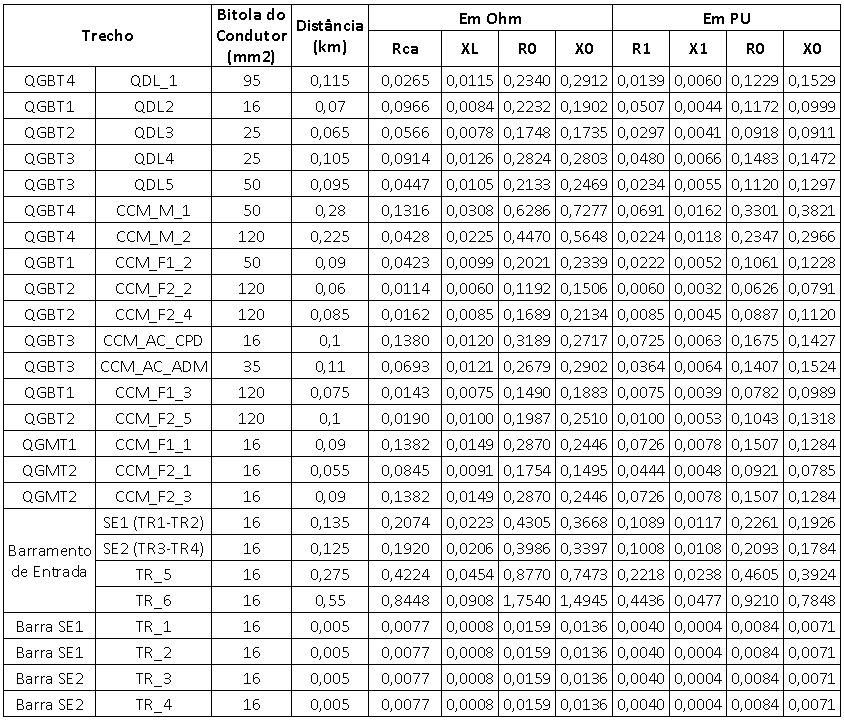 Trecho Bitola do Condutor (mm2) Distância (km) Em Ohm Em PU
Rca XL R0 X0 R1 X1 R0 X0
QGBT4 QDL_1 95 0,115 0,0265 0,0115 0,2340 0,2912 0,0139 0,0060 0,1229 0,1529
QGBT1 QDL2 16 0,07 0,0966 0,0084 0,2232 0,1902 0,0507 0,0044 0,1172 0,0999
QGBT2 QDL3 25 0,065 0,0566 0,0078 0,1748 0,1735 0,0297 0,0041 0,0918 0,0911
QGBT3 QDL4 25 0,105 0,0914 0,0126 0,2824 0,2803 0,0480 0,0066 0,1483 0,1472
QGBT3 QDL5 50 0,095 0,0447 0,0105 0,2133 0,2469 0,0234 0,0055 0,1120 0,1297
QGBT4 CCM_M_1 50 0,28 0,1316 0,0308 0,6286 0,7277 0,0691 0,0162 0,3301 0,3821
QGBT4 CCM_M_2 120 0,225 0,0428 0,0225 0,4470 0,5648 0,0224 0,0118 0,2347 0,2966
QGBT1 CCM_F1_2 50 0,09 0,0423 0,0099 0,2021 0,2339 0,0222 0,0052 0,1061 0,1228
QGBT2 CCM_F2_2 120 0,06 0,0114 0,0060 0,1192 0,1506 0,0060 0,0032 0,0626 0,0791
QGBT2 CCM_F2_4 120 0,085 0,0162 0,0085 0,1689 0,2134 0,0085 0,0045 0,0887 0,1120
QGBT3 CCM_AC_CPD 16 0,1 0,1380 0,0120 0,3189 0,2717 0,0725 0,0063 0,1675 0,1427
QGBT3 CCM_AC_ADM 35 0,11 0,0693 0,0121 0,2679 0,2902 0,0364 0,0064 0,1407 0,1524
QGBT1 CCM_F1_3 120 0,075 0,0143 0,0075 0,1490 0,1883 0,0075 0,0039 0,0782 0,0989
QGBT2 CCM_F2_5 120 0,1 0,0190 0,0100 0,1987 0,2510 0,0100 0,0053 0,1043 0,1318
QGMT1 CCM_F1_1 16 0,09 0,1382 0,0149 0,2870 0,2446 0,0726 0,0078 0,1507 0,1284
QGMT2 CCM_F2_1 16 0,055 0,0845 0,0091 0,1754 0,1495 0,0444 0,0048 0,0921 0,0785
QGMT2 CCM_F2_3 16 0,09 0,1382 0,0149 0,2870 0,2446 0,0726 0,0078 0,1507 0,1284
Barramento de Entrada SE1 (TR1-TR2) 16 0,135 0,2074 0,0223 0,4305 0,3668 0,1089 0,0117 0,2261 0,1926
SE2 (TR3-TR4) 16 0,125 0,1920 0,0206 0,3986 0,3397 0,1008 0,0108 0,2093 0,1784
TR_5 16 0,275 0,4224 0,0454 0,8770 0,7473 0,2218 0,0238 0,4605 0,3924
TR_6 16 0,55 0,8448 0,0908 1,7540 1,4945 0,4436 0,0477 0,9210 0,7848
Barra SE1 TR_1 16 0,005 0,0077 0,0008 0,0159 0,0136 0,0040 0,0004 0,0084 0,0071
Barra SE1 TR_2 16 0,005 0,0077 0,0008 0,0159 0,0136 0,0040 0,0004 0,0084 0,0071
Barra SE2 TR_3 16 0,005 0,0077 0,0008 0,0159 0,0136 0,0040 0,0004 0,0084 0,0071
Barra SE2 TR_4 16 0,005 0,0077 0,0008 0,0159 0,0136 0,0040 0,0004 0,0084 0,0071